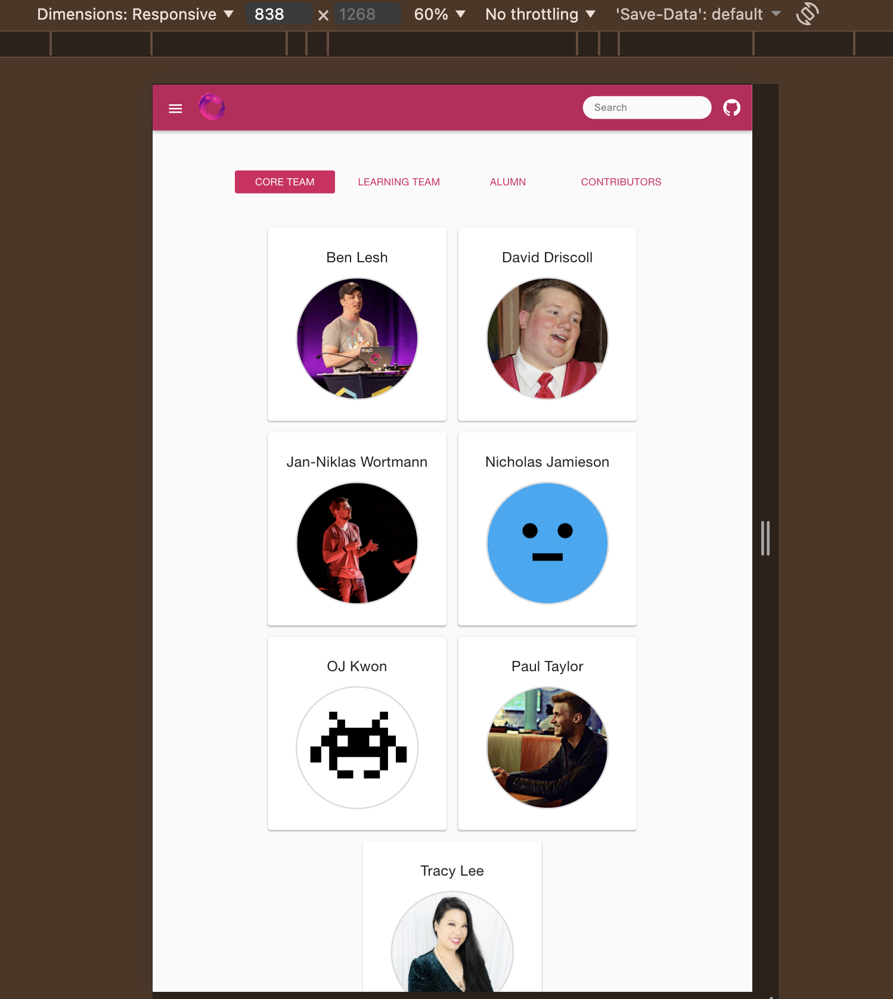 Dimensions: Responsive ▼ 838 × 1268 60% ▼ No throttling ▼ 'Save-Data': default ▼
Search
CORE TEAM LEARNING TEAM ALUMN CONTRIBUTORS
Ben Lesh David Driscoll
Jan-Niklas Wortmann Nicholas Jamieson
OJ Kwon Paul Taylor
Tracy Lee